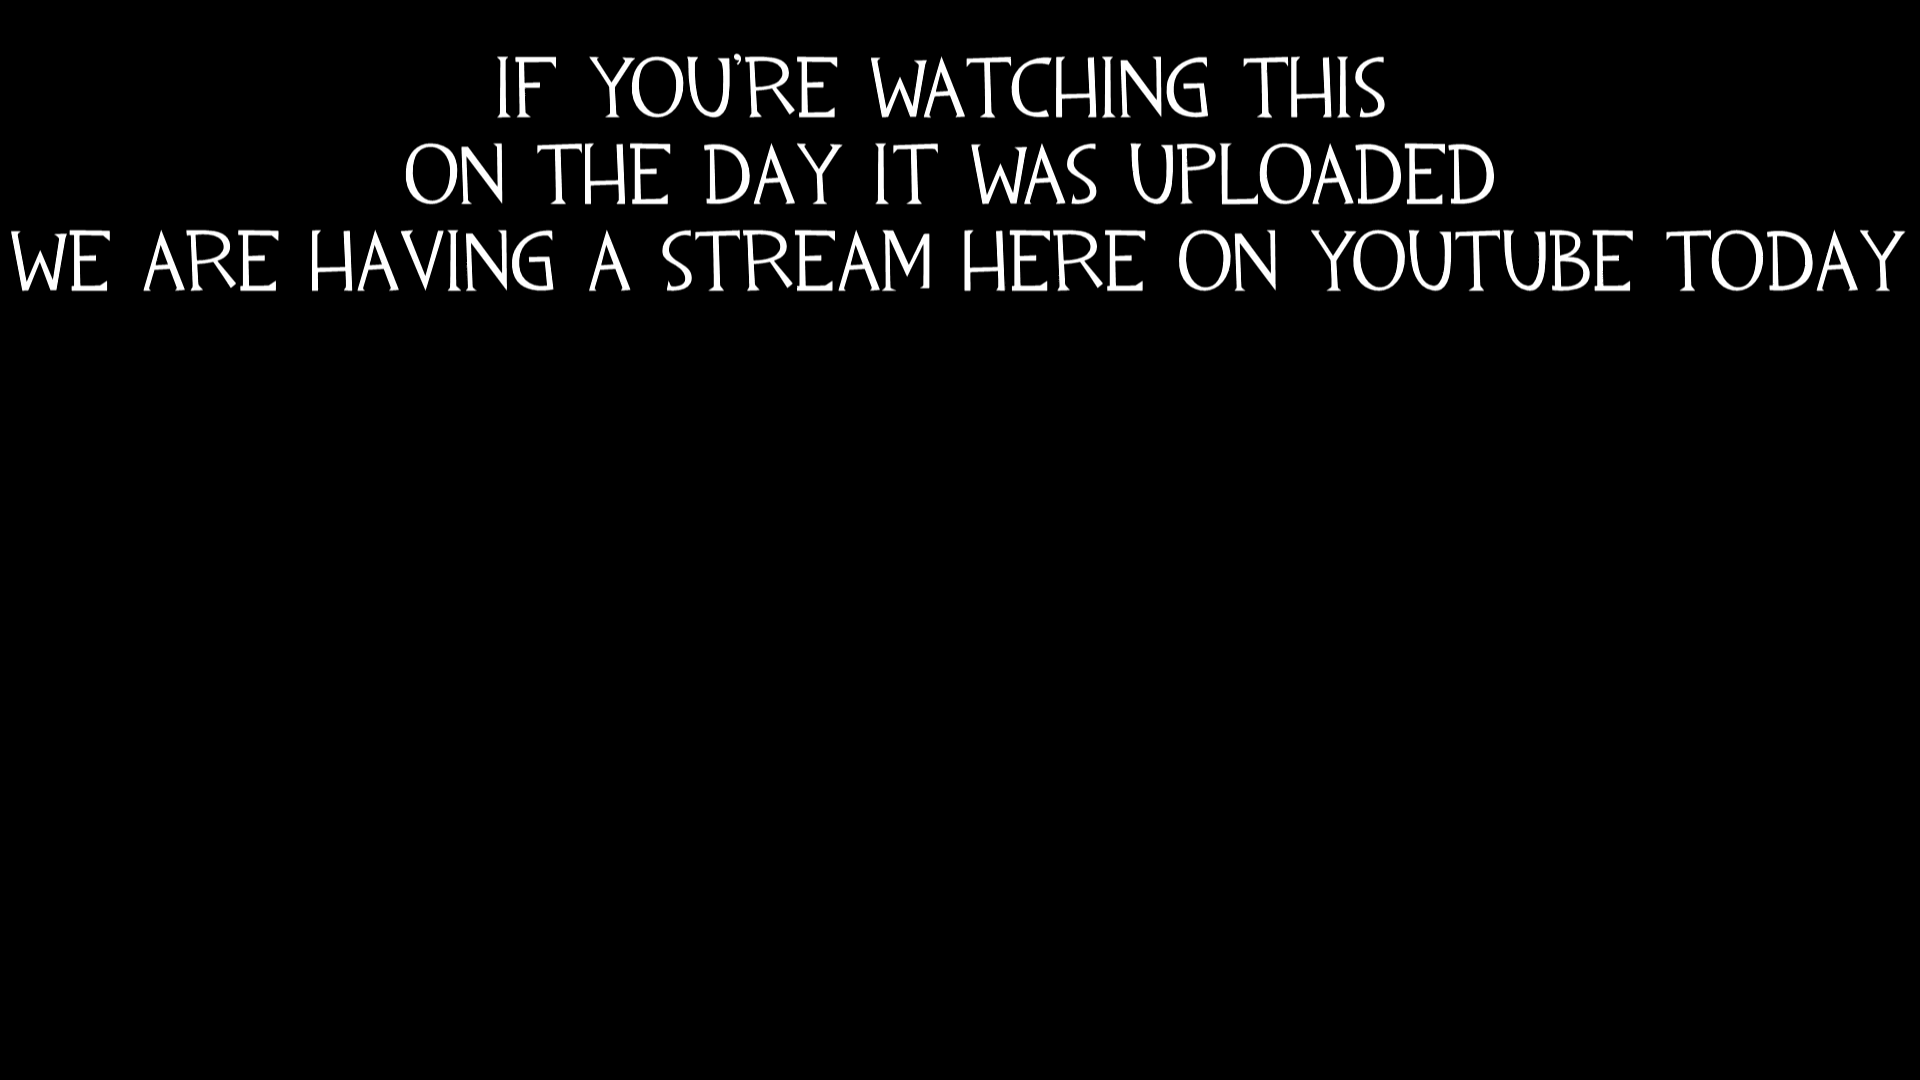 IF YOU'RE WATCHING THIS
ON THE DAY IT WAS UPLOADED
WE ARE HAVING A STREAM HERE ON YOUTUBE TODAY